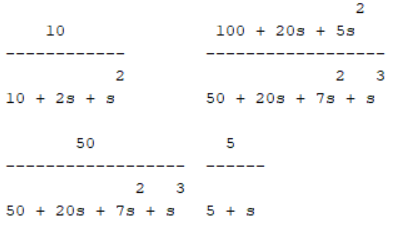 2
    10               100 + 20s + 5s
------------        ------------------
           2                     2    3
10 + 2s + s         50 + 20s + 7s  + s
       50             5
------------------  ------
             2   3
50 + 20s + 7s + s   5 + s